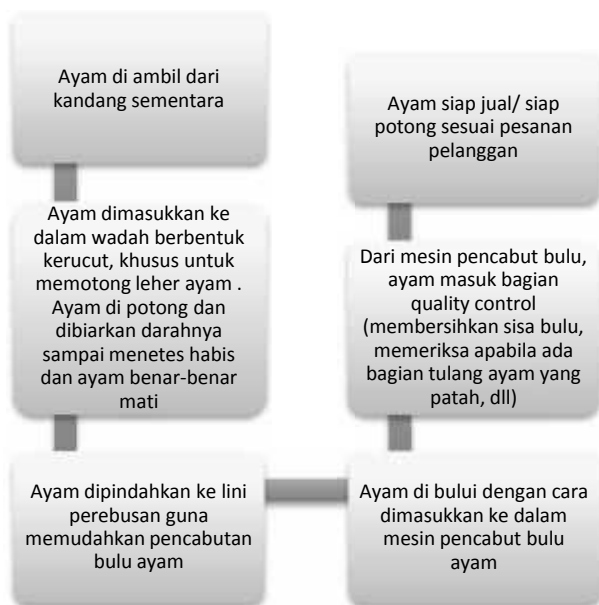 Ayam di ambil dari
kandang sementara
Ayam dimasukkan ke
dalam wadah berbentuk
kerucut, khusus untuk
memotong leher ayam .
Ayam di potong dan
dibiarkan darahnya
sampai menetes habis
dan ayam benar-benar
mati
Ayam dipindahkan ke lini
perebusan guna
memudahkan pencabutan
bulu ayam
Ayam di bului dengan cara
dimasukkan ke dalam
mesin pencabut bulu
ayam
Dari mesin pencabut bulu,
ayam masuk bagian
quality control
(membersihkan sisa bulu,
memeriksa apabila ada
bagian tulang ayam yang
patah, dll)
Ayam siap jual/ siap
potong sesuai pesanan
pelanggan